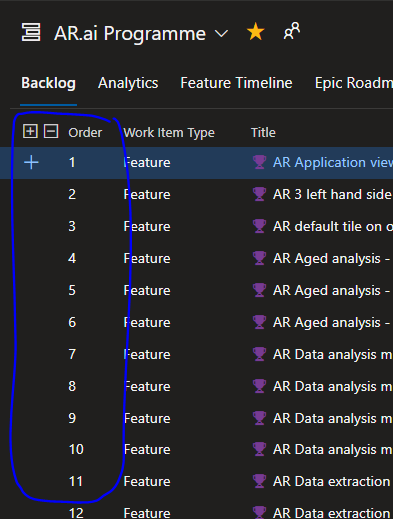 AR.ai Programme
Backlog Analytics Feature Timeline Epic Roadm
Order Work Item Type Title
1 Feature AR Application view
2 Feature AR 3 left hand side
3 Feature AR default tile on o
4 Feature AR Aged analysis -
5 Feature AR Aged analysis -
6 Feature AR Aged analysis -
7 Feature AR Data analysis m
8 Feature AR Data analysis m
9 Feature AR Data analysis m
10 Feature AR Data analysis m
11 Feature AR Data extraction
12 Feature AR Data extraction